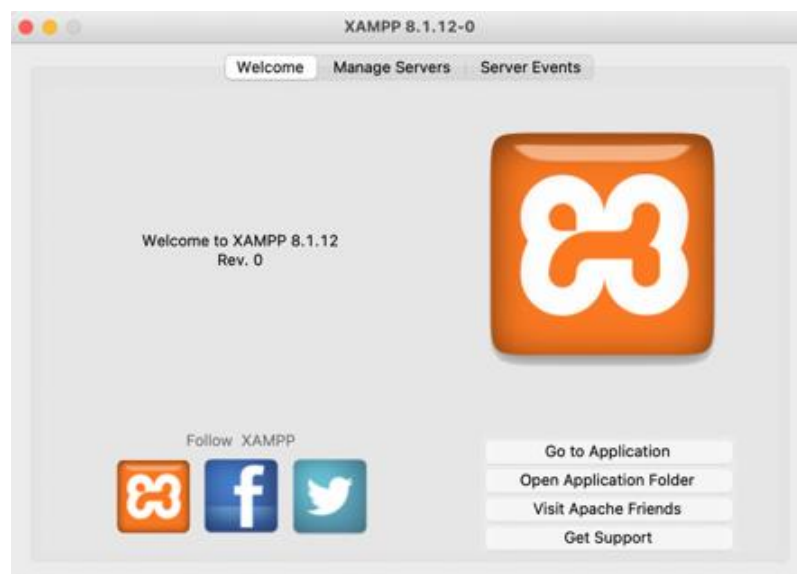 XAMPP 8.1.12-0
Welcome Manage Servers Server Events
Welcome to XAMPP 8.1.12
Rev. 0
Follow XAMPP
Go to Application
Open Application Folder
Visit Apache Friends
Get Support